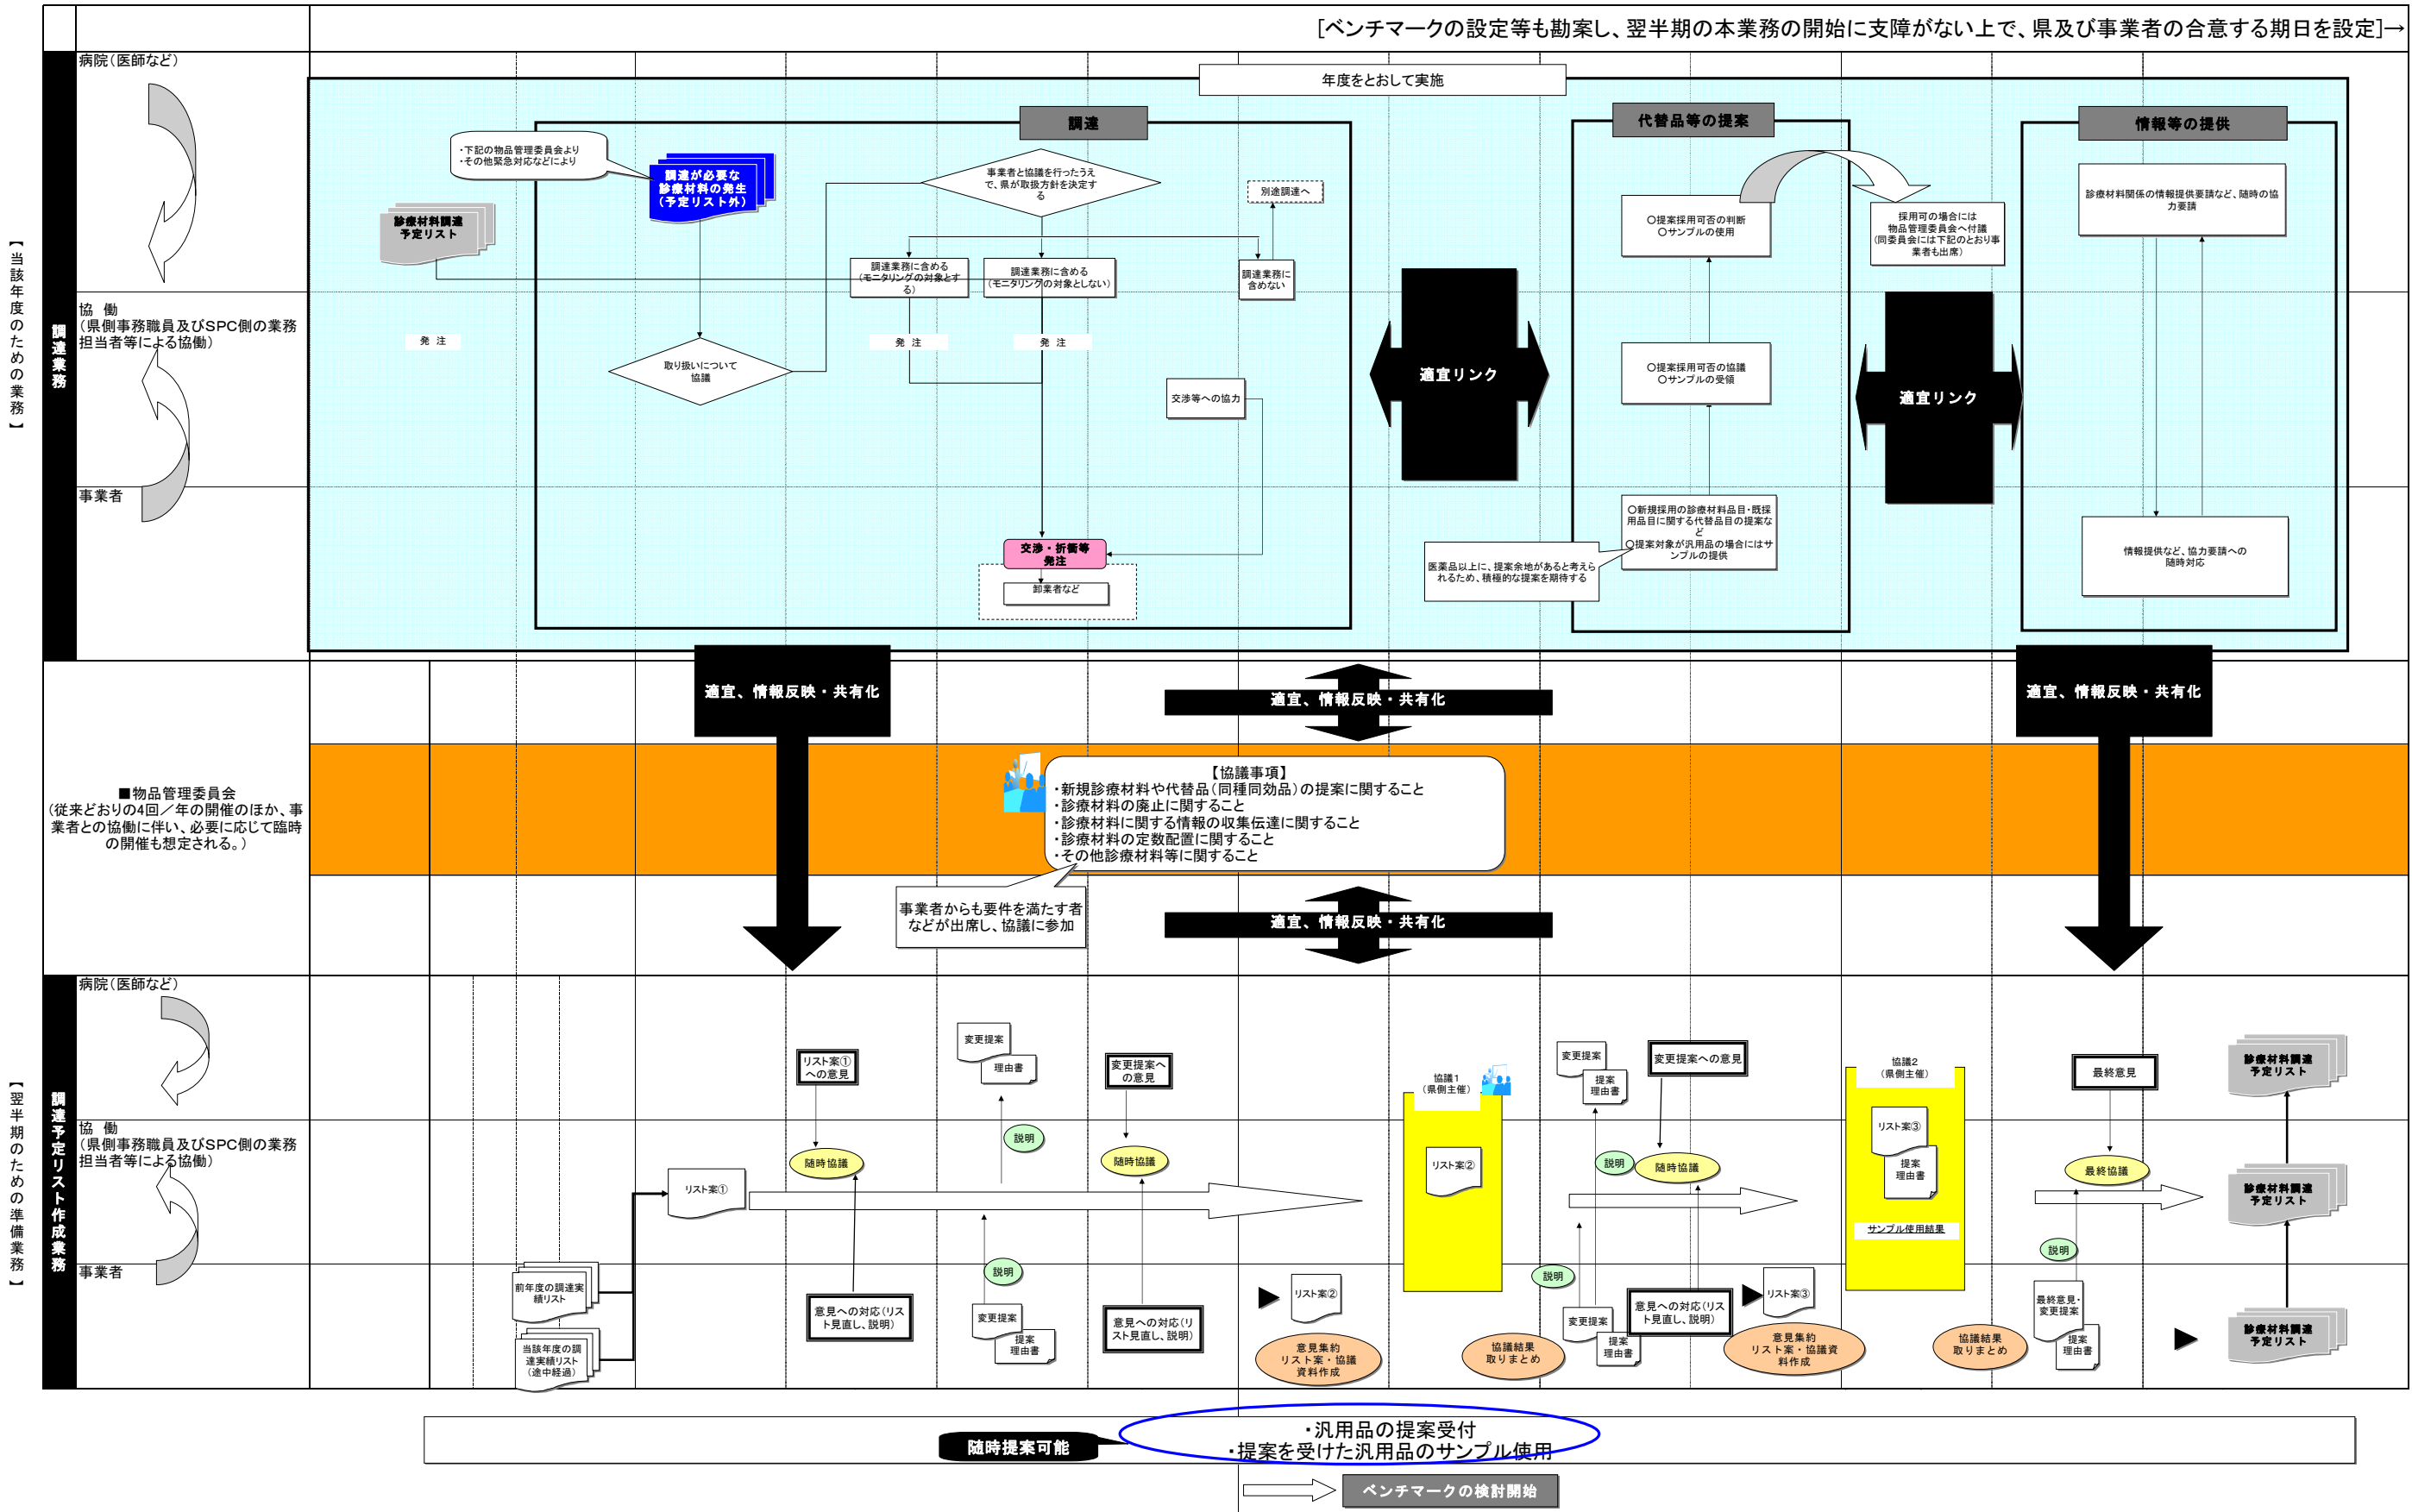 [ベンチマークの設定等も勘案し、翌半期の本業務の開始に支障がない上で、県及び事業者の合意する期日を設定]→
【当該年度のための業務】
調達業務
病院（医師など）
協 働
（県側事務職員及びSPC側の業務
担当者等による協働）
事業者
年度をとおして実施
調達
・下記の物品管理委員会より
・その他緊急対応などにより
調達が必要な
診療材料の発生
（予定リスト外）
診療材料調達
予定リスト
事業者と協議を行ったうえ
で、県が取扱方針を決定す
る
別途調達へ
調達業務に含める
（モニタリングの対象とす
る）
調達業務に含める
（モニタリングの対象としない）
調達業務に
含めない
発 注
発 注
発 注
取り扱いについて
協議
交渉等への協力
交渉・折衝等
発注
卸業者など
適宜リンク
代替品等の提案
○提案採用可否の判断
○サンプルの使用
採用可の場合には
物品管理委員会へ付議
（同委員会には下記のとおり事
業者も出席）
○提案採用可否の協議
○サンプルの受領
○新規採用の診療材料品目・既採
用品目に関する代替品目の提案な
ど
○提案対象が汎用品の場合にはサ
ンプルの提供
医薬品以上に、提案余地があると考えら
れるため、積極的な提案を期待する
適宜リンク
情報等の提供
診療材料関係の情報提供要請など、随時の協
力要請
情報提供など、協力要請への
随時対応
適宜、情報反映・共有化
適宜、情報反映・共有化
適宜、情報反映・共有化
■物品管理委員会
（従来どおりの4回／年の開催のほか、事
業者との協働に伴い、必要に応じて臨時
の開催も想定される。）
【協議事項】
・新規診療材料や代替品（同種同効品）の提案に関すること
・診療材料の廃止に関すること
・診療材料に関する情報の収集伝達に関すること
・診療材料の定数配置に関すること
・その他診療材料等に関すること
事業者からも要件を満たす者
などが出席し、協議に参加
適宜、情報反映・共有化
【翌半期のための準備業務】
調達予定リスト作成業務
病院（医師など）
協 働
（県側事務職員及びSPC側の業務
担当者等による協働）
事業者
前年度の調達実
績リスト
当該年度の調
達実績リスト
（途中経過）
リスト案①
リスト案①
への意見
随時協議
意見への対応（リス
ト見直し、説明）
変更提案
理由書
説明
説明
変更提案
提案
理由書
変更提案へ
の意見
随時協議
意見への対応（リ
スト見直し、説明）
リスト案②
意見集約
リスト案・協議
資料作成
協議1
（県側主催）
リスト案②
協議結果
取りまとめ
変更提案
提案
理由書
説明
説明
変更提案
提案
理由書
変更提案への意見
随時協議
意見への対応（リス
ト見直し、説明）
リスト案③
意見集約
リスト案・協議資
料作成
協議2
（県側主催）
リスト案③
提案
理由書
サンプル使用結果
協議結果
取りまとめ
最終意見
最終協議
説明
最終意見・
変更提案
提案
理由書
診療材料調達
予定リスト
診療材料調達
予定リスト
診療材料調達
予定リスト
随時提案可能
・汎用品の提案受付
・提案を受けた汎用品のサンプル使用
ベンチマークの検討開始